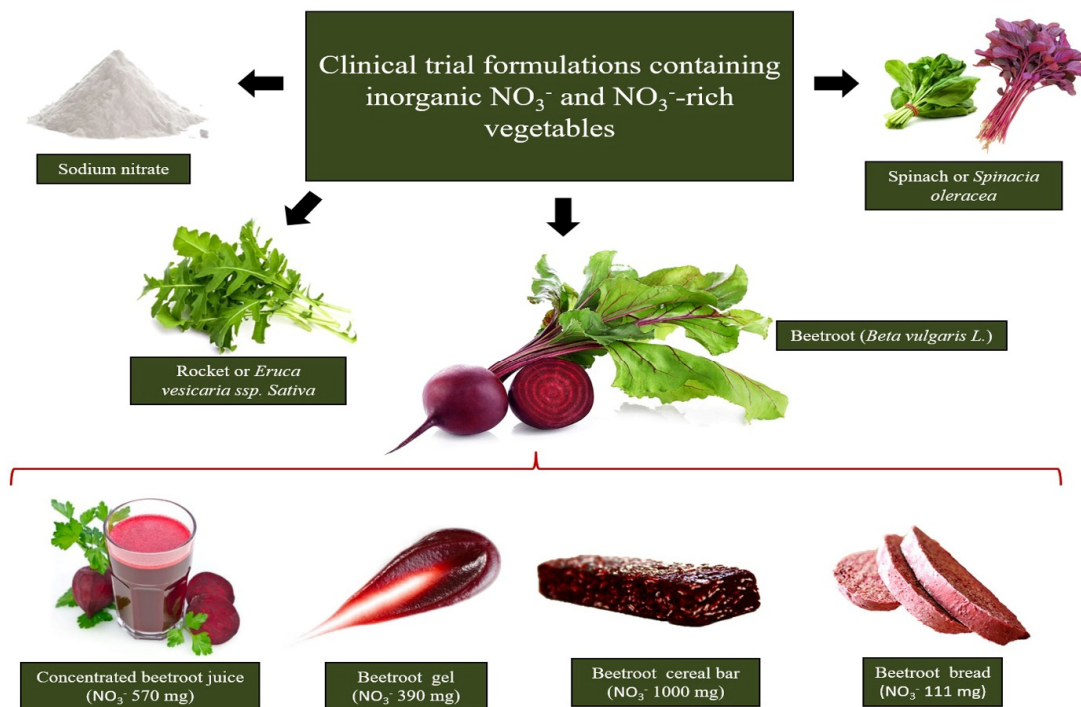 Clinical trial formulations containing
inorganic NO₃⁻ and NO₃⁻-rich
vegetables
Sodium nitrate
Spinach or Spinacia
oleracea
Rocket or Eruca
vesicaria ssp. Sativa
Beetroot (Beta vulgaris L.)
Concentrated beetroot juice
(NO₃⁻ 570 mg)
Beetroot gel
(NO₃⁻ 390 mg)
Beetroot cereal bar
(NO₃⁻ 1000 mg)
Beetroot bread
(NO₃⁻ 111 mg)